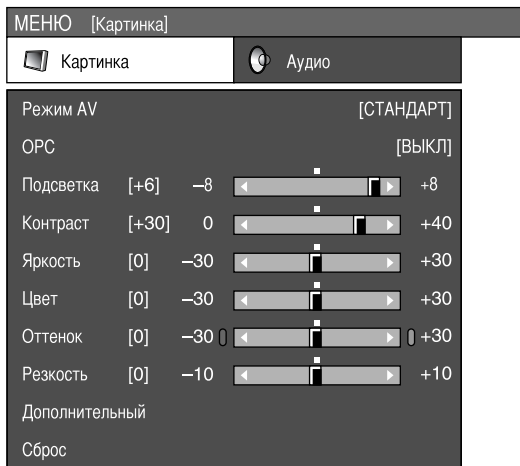 МЕНЮ [Картинка]
Картинка Аудио
Режим AV [СТАНДАРТ]
OPC [ВЫКЛ]
Подсветка [+6] –8 +8
Контраст [+30] 0 +40
Яркость [0] –30 +30
Цвет [0] –30 +30
Оттенок [0] –30 +30
Резкость [0] –10 +10
Дополнительный
Сброс